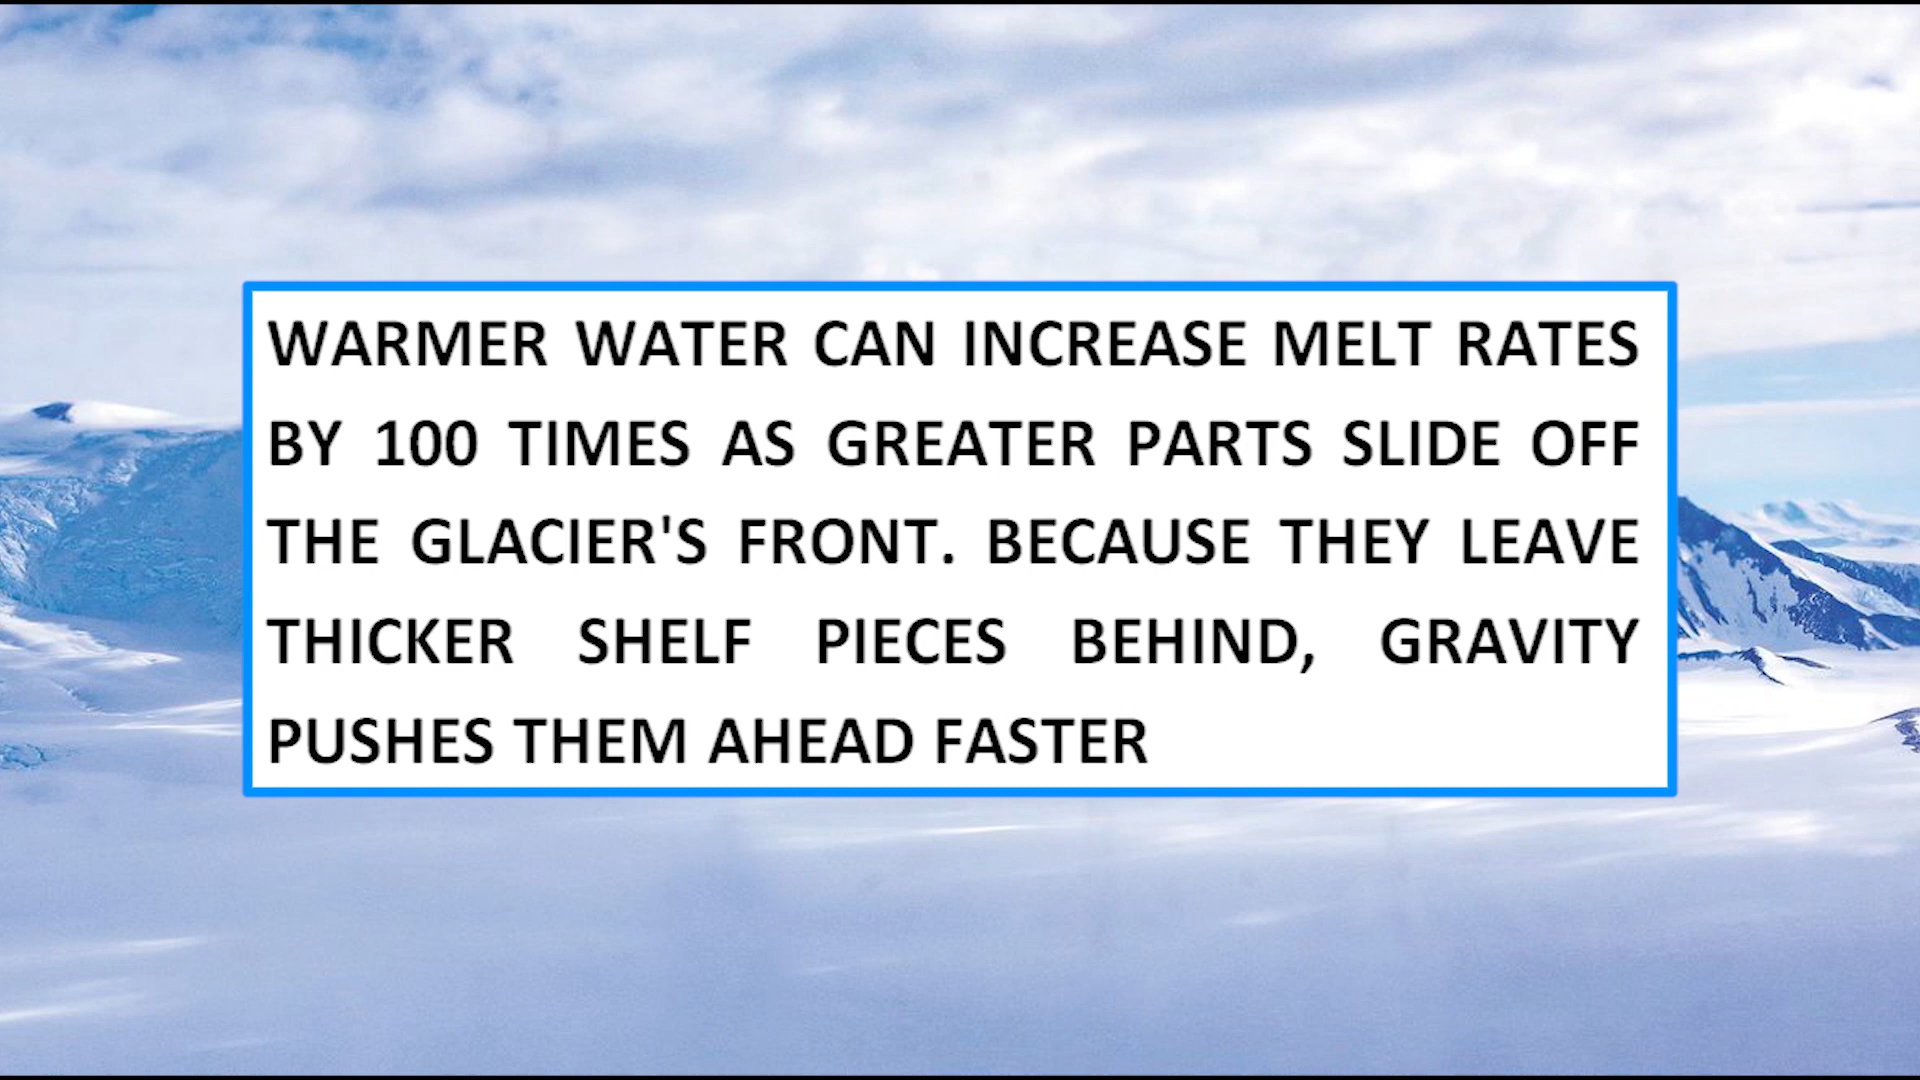 WARMER WATER CAN INCREASE MELT RATES
BY 100 TIMES AS GREATER PARTS SLIDE OFF
THE GLACIER'S FRONT. BECAUSE THEY LEAVE
THICKER SHELF PIECES BEHIND, GRAVITY
PUSHES THEM AHEAD FASTER